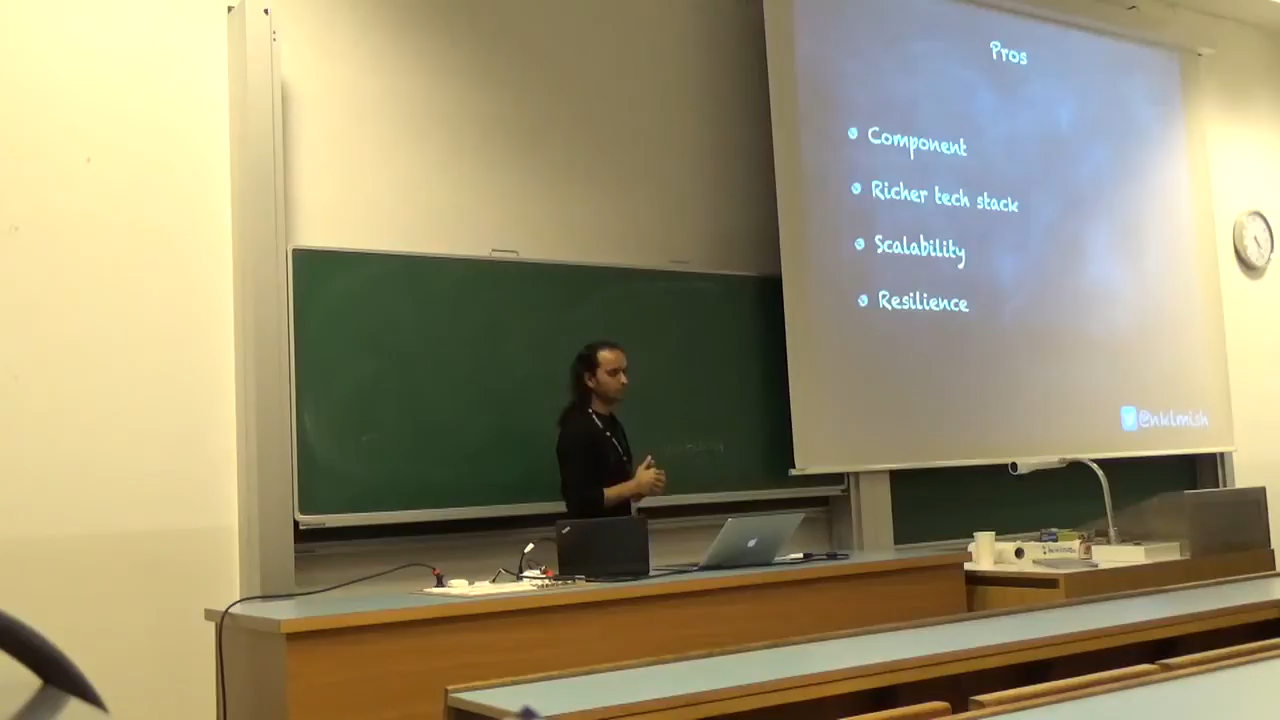 Pros
Component
Richer tech stack
Scalability
Resilience
@nklmish